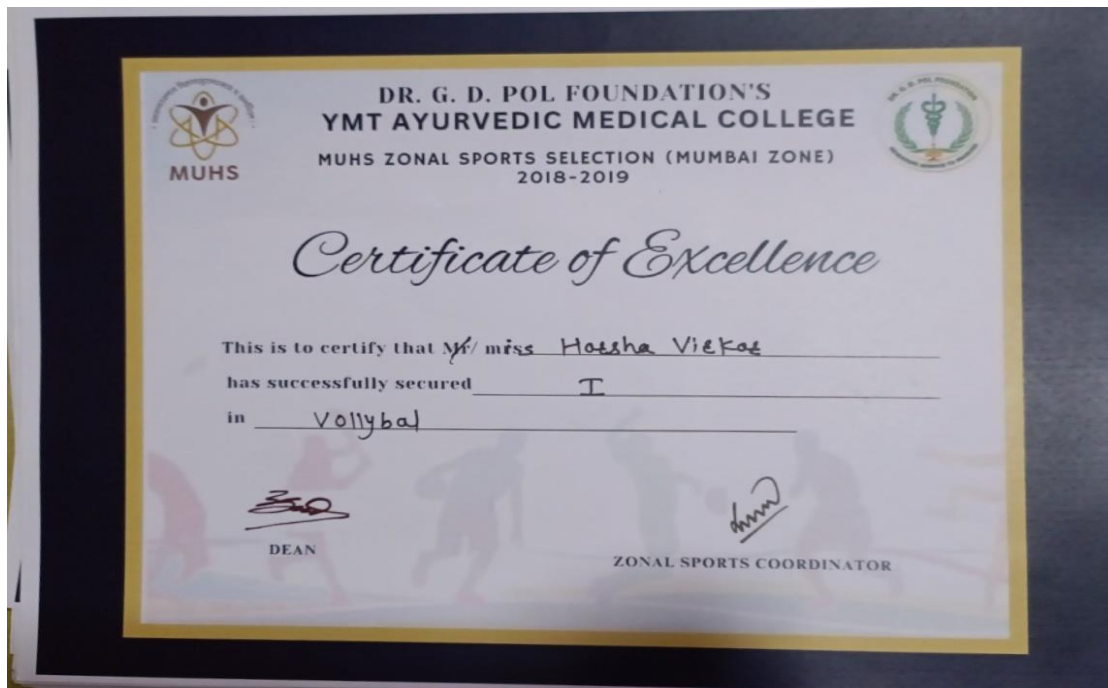 DR. G. D. POL FOUNDATION'S
YMT AYURVEDIC MEDICAL COLLEGE
MUHS ZONAL SPORTS SELECTION (MUMBAI ZONE)
2018-2019
MUHS
Certificate of Excellence
This is to certify that Mr/ miss Harsha Virkar
has successfully secured I
in Vollybal
DEAN
ZONAL SPORTS COORDINATOR